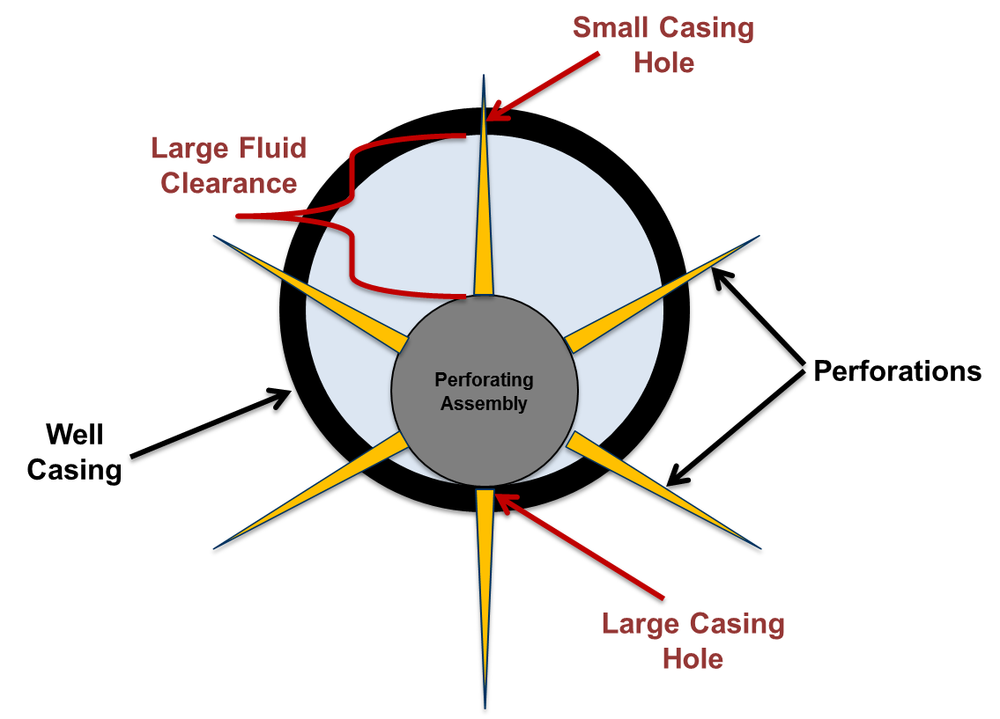 Small Casing
Hole
Large Fluid
Clearance
Perforating
Assembly
Perforations
Well
Casing
Large Casing
Hole